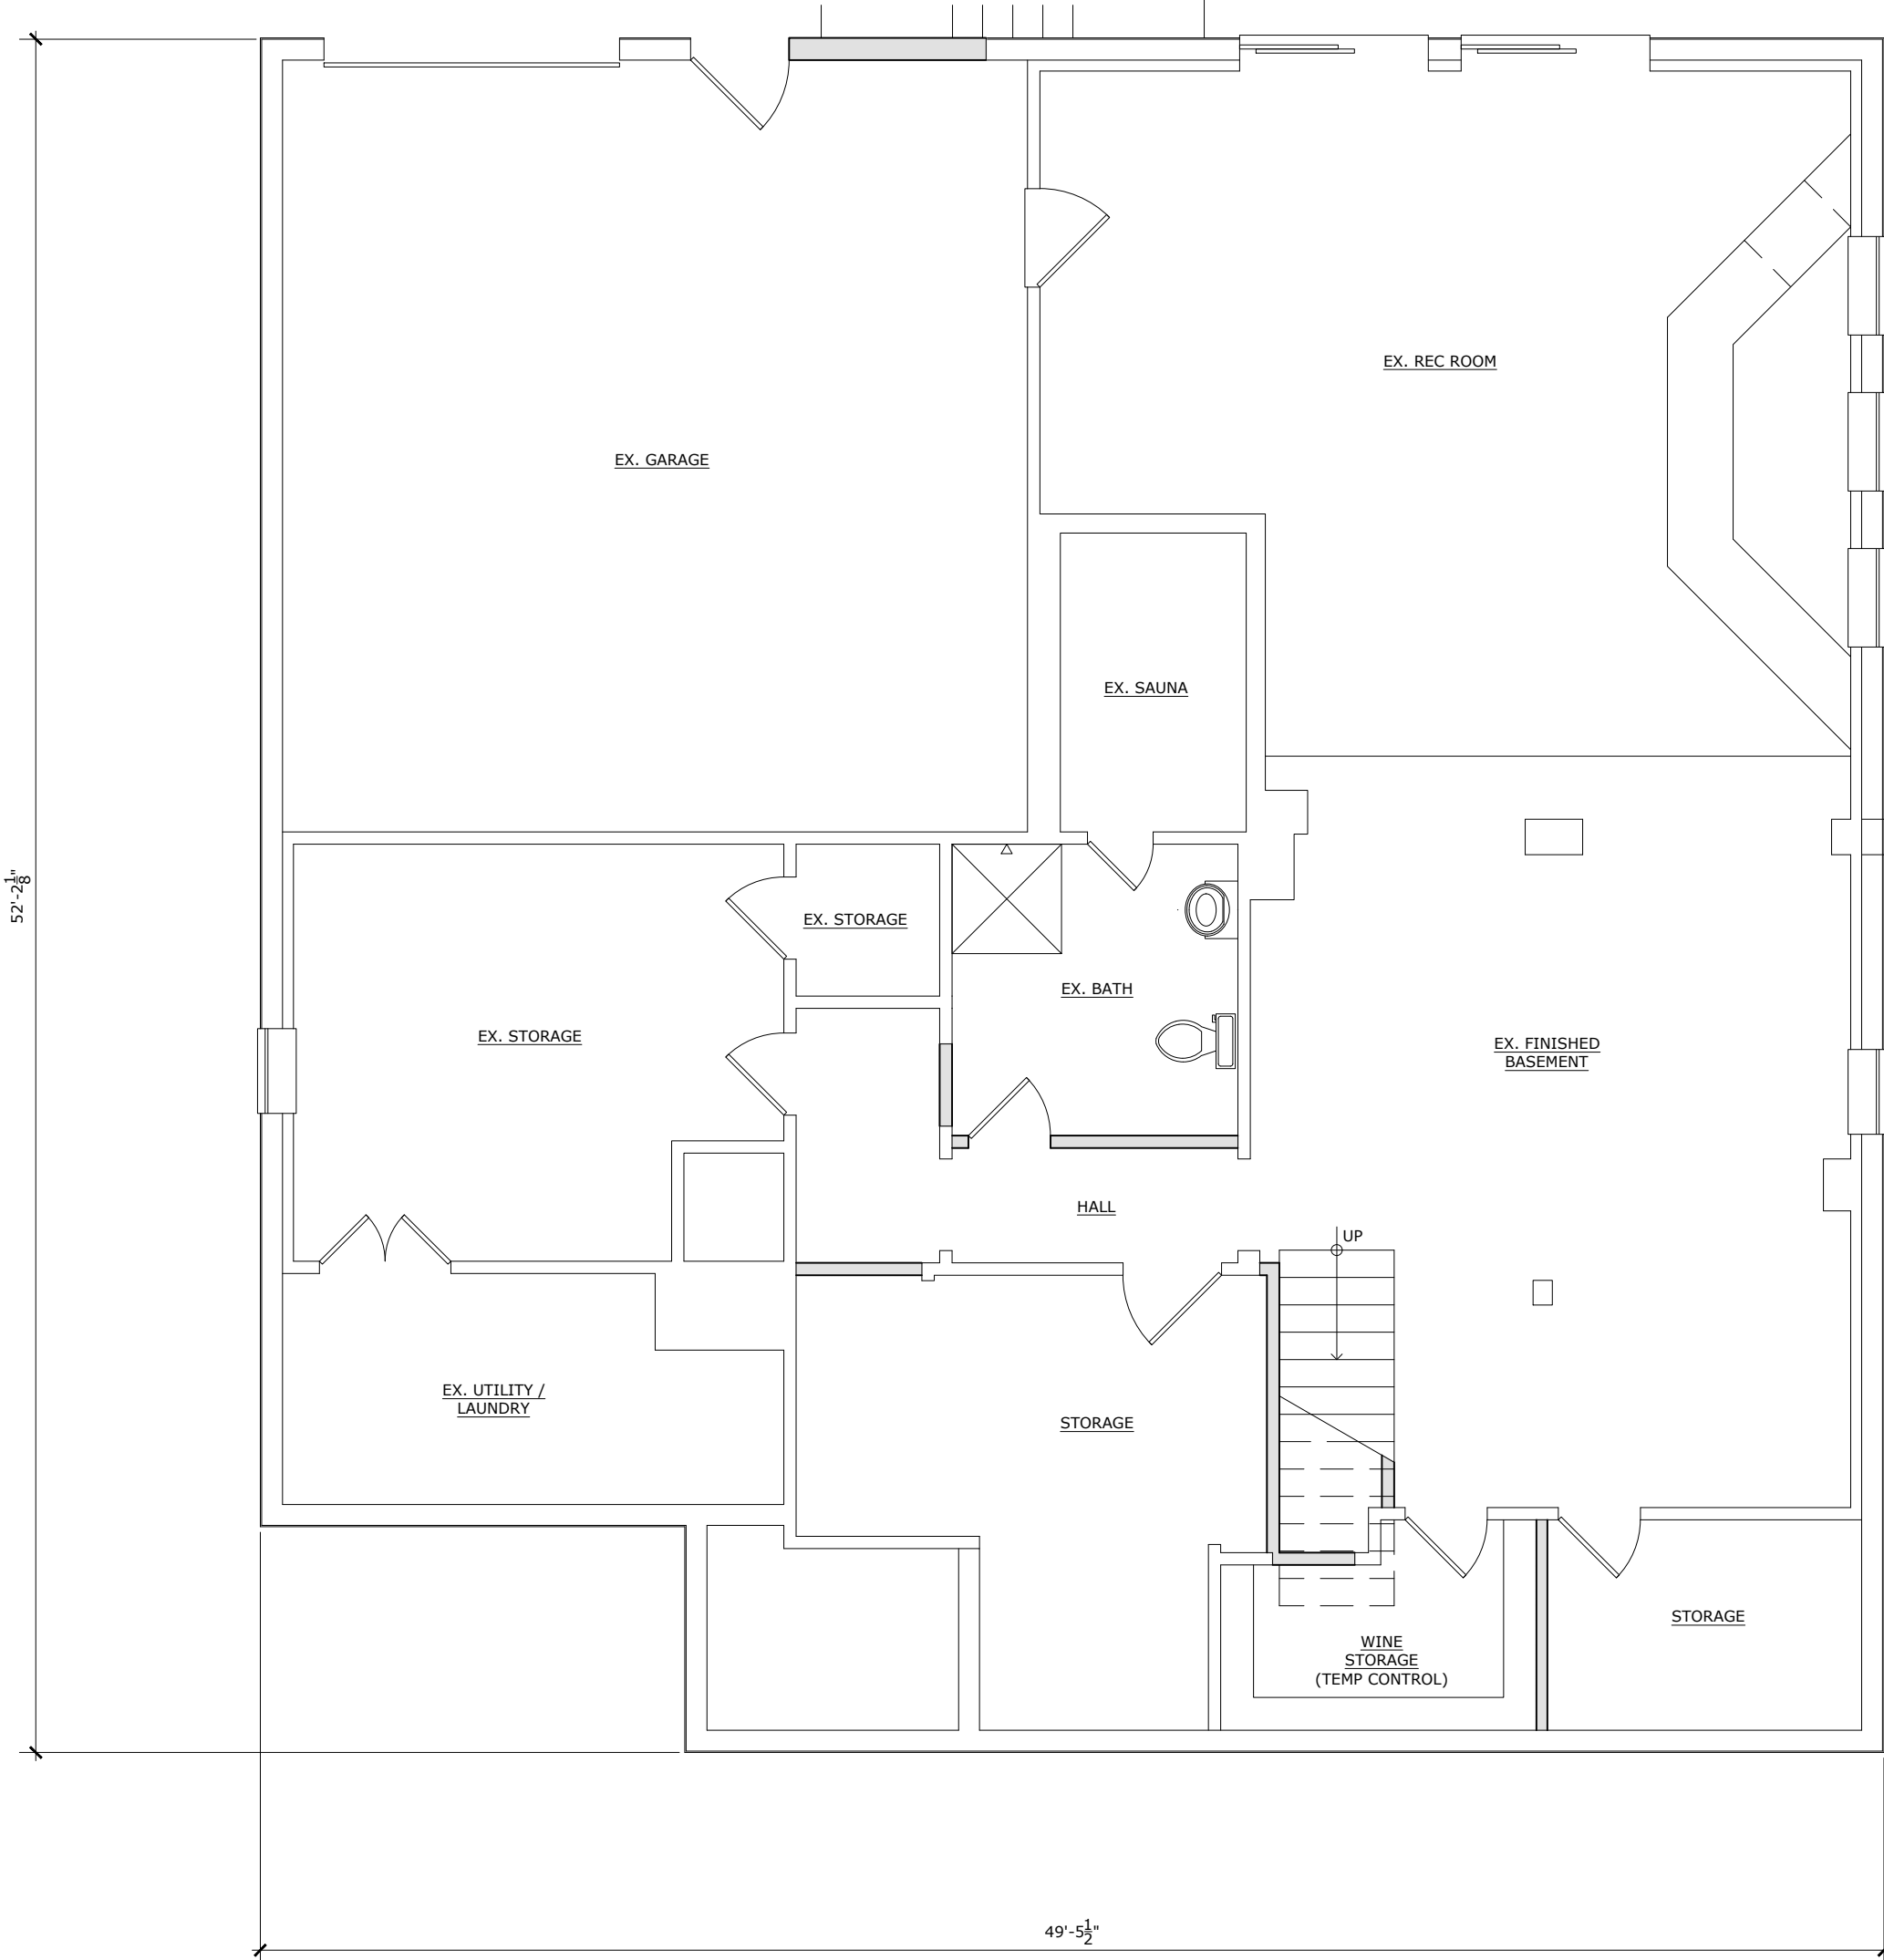 EX. REC ROOM
EX. GARAGE
EX. SAUNA
52'-2 1/8"
EX. STORAGE
EX. BATH
EX. STORAGE
EX. FINISHED
BASEMENT
HALL
UP
EX. UTILITY /
LAUNDRY
STORAGE
STORAGE
WINE
STORAGE
(TEMP CONTROL)
49'-5 1/2"